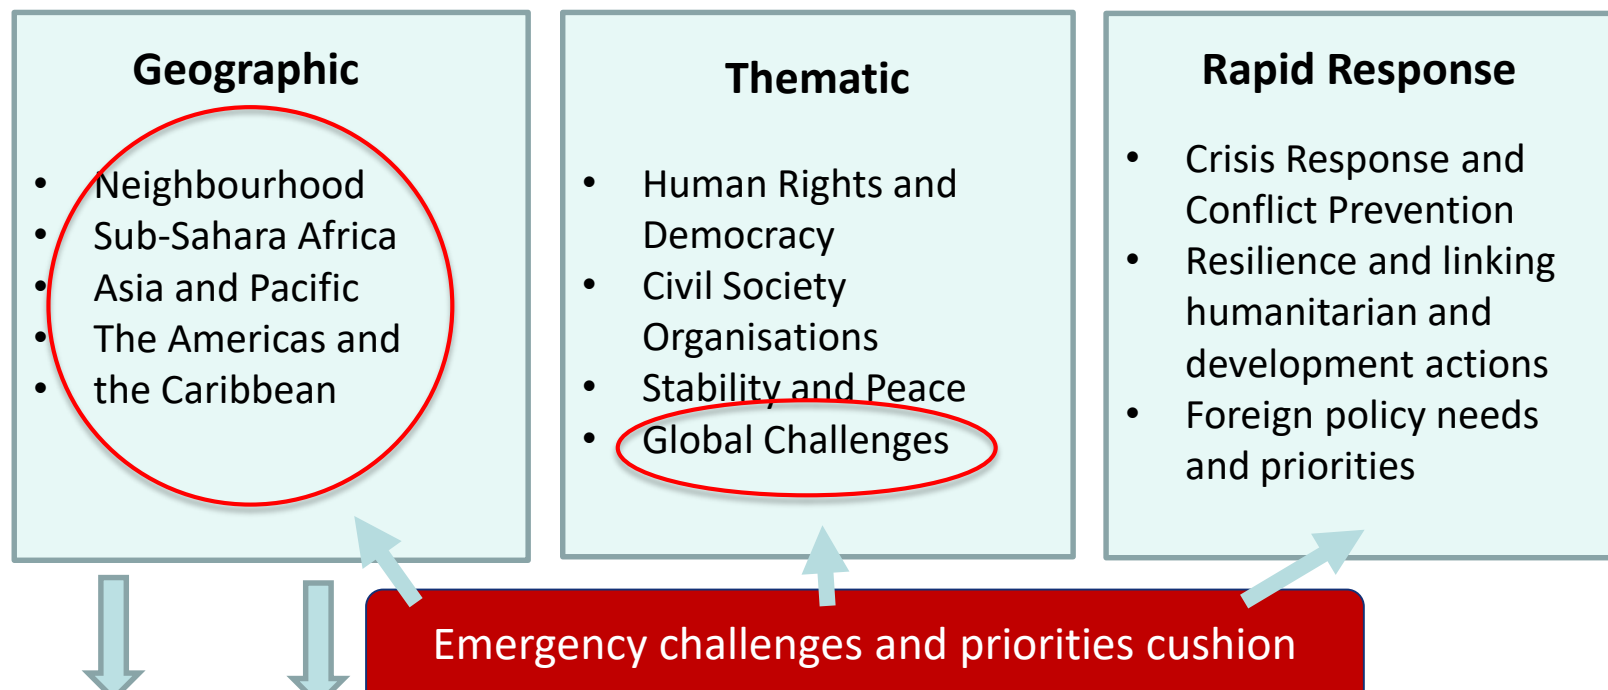 Geographic
• Neighbourhood
• Sub-Sahara Africa
• Asia and Pacific
• The Americas and
• the Caribbean
Thematic
• Human Rights and
Democracy
• Civil Society
Organisations
• Stability and Peace
• Global Challenges
Rapid Response
• Crisis Response and
Conflict Prevention
• Resilience and linking
humanitarian and
development actions
• Foreign policy needs
and priorities
Emergency challenges and priorities cushion